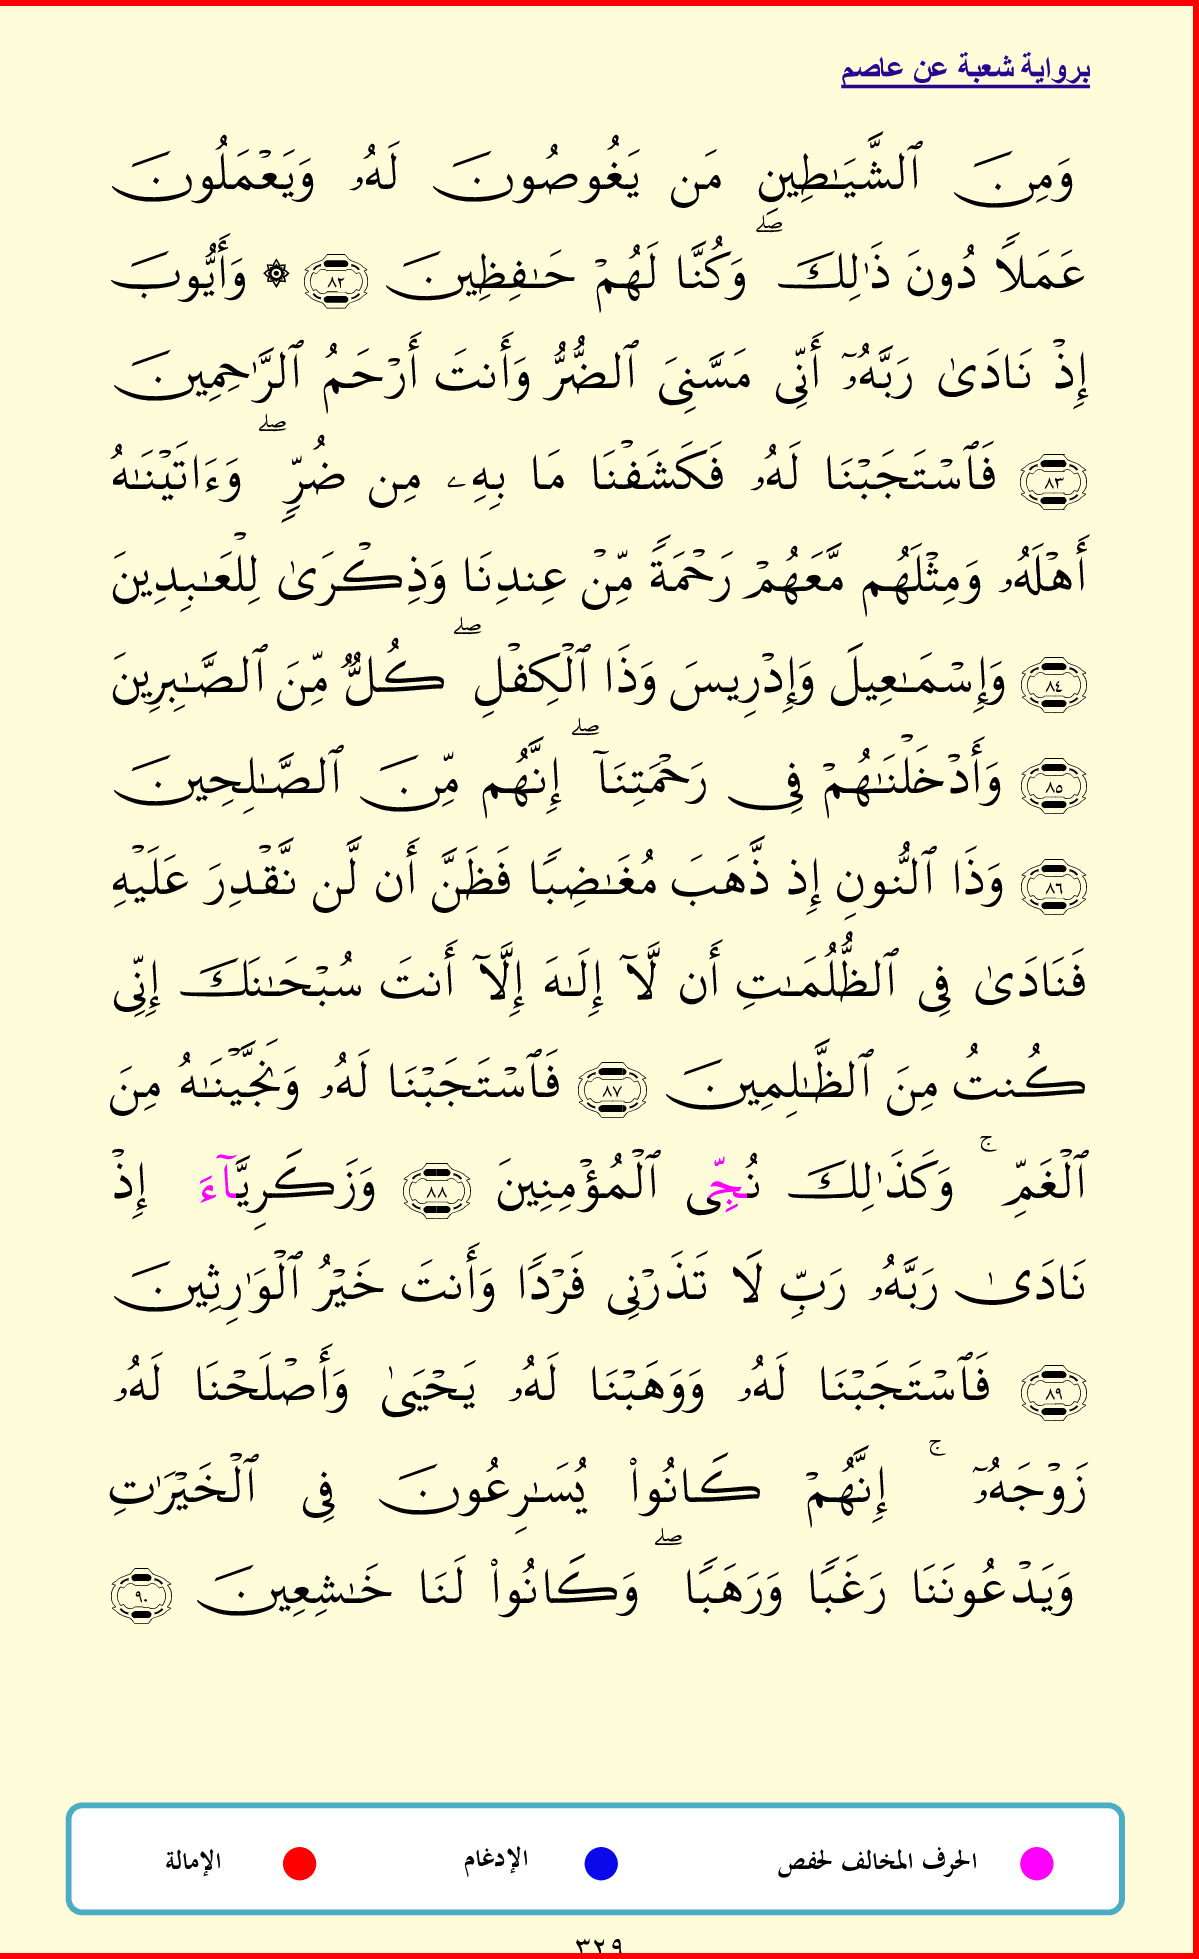 برواية شعبة عن عاصم
وَمِنَ ٱلشَّيَـٰطِينِ مَن يَغُوصُونَ لَهُۥ وَيَعْمَلُونَ
عَمَلًا دُونَ ذَٰلِكَ ۖ وَكُنَّا لَهُمْ حَـٰفِظِينَ ٨٢ ۞ وَأَيُّوبَ
إِذْ نَادَىٰ رَبَّهُۥٓ أَنِّى مَسَّنِىَ ٱلضُّرُّ وَأَنتَ أَرْحَمُ ٱلرَّٰحِمِينَ
٨٣ فَٱسْتَجَبْنَا لَهُۥ فَكَشَفْنَا مَا بِهِۦ مِن ضُرٍّ ۖ وَءَاتَيْنَـٰهُ
أَهْلَهُۥ وَمِثْلَهُم مَّعَهُمْ رَحْمَةً مِّنْ عِندِنَا وَذِكْرَىٰ لِلْعَـٰبِدِينَ
٨٤ وَإِسْمَـٰعِيلَ وَإِدْرِيسَ وَذَا ٱلْكِفْلِ ۖ كُلٌّ مِّنَ ٱلصَّـٰبِرِينَ
٨٥ وَأَدْخَلْنَـٰهُمْ فِى رَحْمَتِنَآ ۖ إِنَّهُم مِّنَ ٱلصَّـٰلِحِينَ
٨٦ وَذَا ٱلنُّونِ إِذ ذَّهَبَ مُغَـٰضِبًا فَظَنَّ أَن لَّن نَّقْدِرَ عَلَيْهِ
فَنَادَىٰ فِى ٱلظُّلُمَـٰتِ أَن لَّآ إِلَـٰهَ إِلَّآ أَنتَ سُبْحَـٰنَكَ إِنِّى
كُنتُ مِنَ ٱلظَّـٰلِمِينَ ٨٧ فَٱسْتَجَبْنَا لَهُۥ وَنَجَّيْنَـٰهُ مِنَ
ٱلْغَمِّ ۚ وَكَذَٰلِكَ نُجِّى ٱلْمُؤْمِنِينَ ٨٨ وَزَكَرِيَّآءَ إِذْ
نَادَىٰ رَبَّهُۥ رَبِّ لَا تَذَرْنِى فَرْدًا وَأَنتَ خَيْرُ ٱلْوَٰرِثِينَ
٨٩ فَٱسْتَجَبْنَا لَهُۥ وَوَهَبْنَا لَهُۥ يَحْيَىٰ وَأَصْلَحْنَا لَهُۥ
زَوْجَهُۥٓ ۚ إِنَّهُمْ كَانُوا۟ يُسَـٰرِعُونَ فِى ٱلْخَيْرَٰتِ
وَيَدْعُونَنَا رَغَبًا وَرَهَبًا ۖ وَكَانُوا۟ لَنَا خَـٰشِعِينَ ٩٠
الحرف المخالف لحفص الإدغام الإمالة
٣٢٩